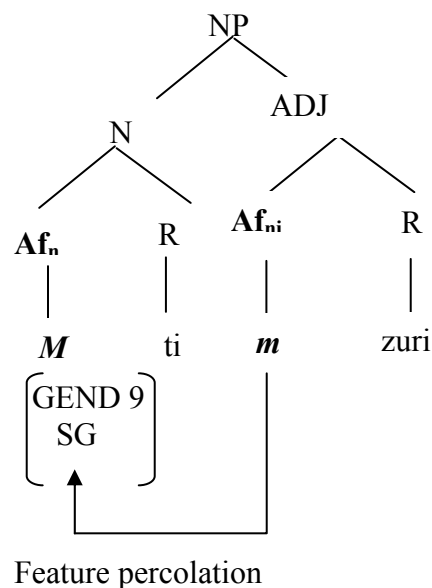 NP
N ADJ
Afn R Afni R
M ti m zuri
GEND 9
SG
Feature percolation